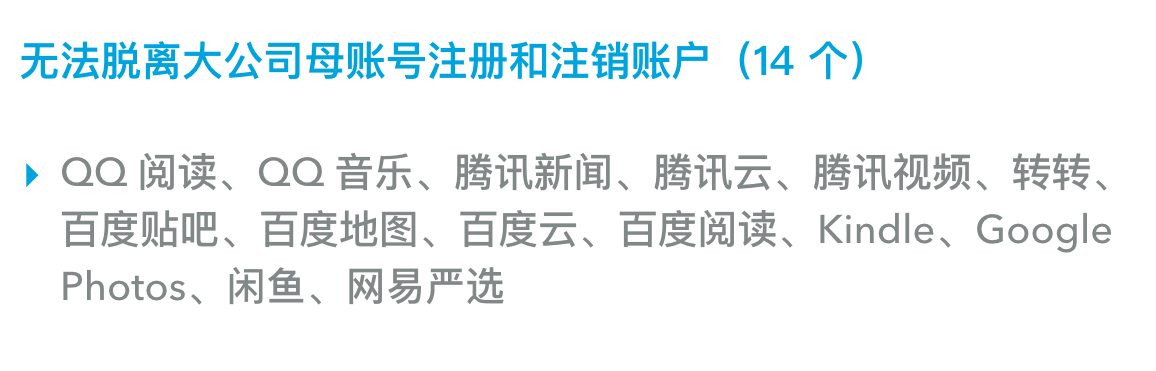 无法脱离大公司母账号注册和注销账户（14 个）
QQ 阅读、QQ 音乐、腾讯新闻、腾讯云、腾讯视频、转转、
百度贴吧、百度地图、百度云、百度阅读、Kindle、Google
Photos、闲鱼、网易严选